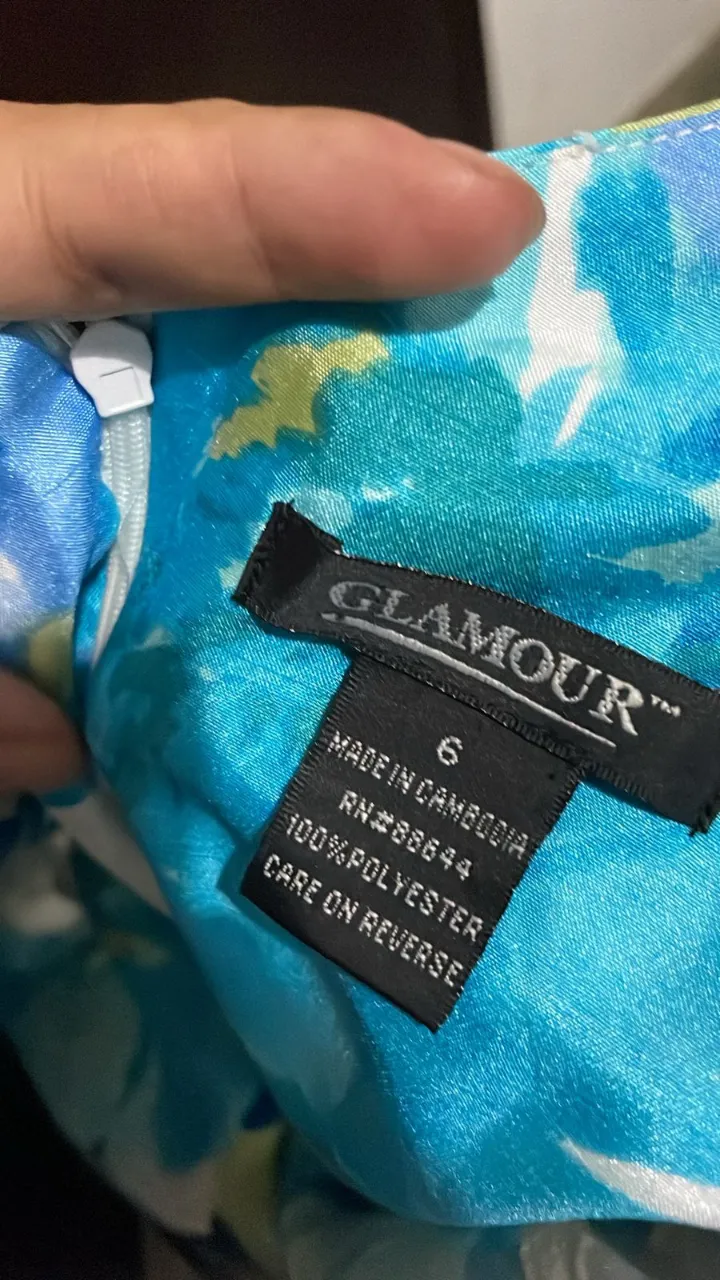 GLAMOUR™
6
MADE IN CAMBODIA
RN#88644
100%POLYESTER
CARE ON REVERSE